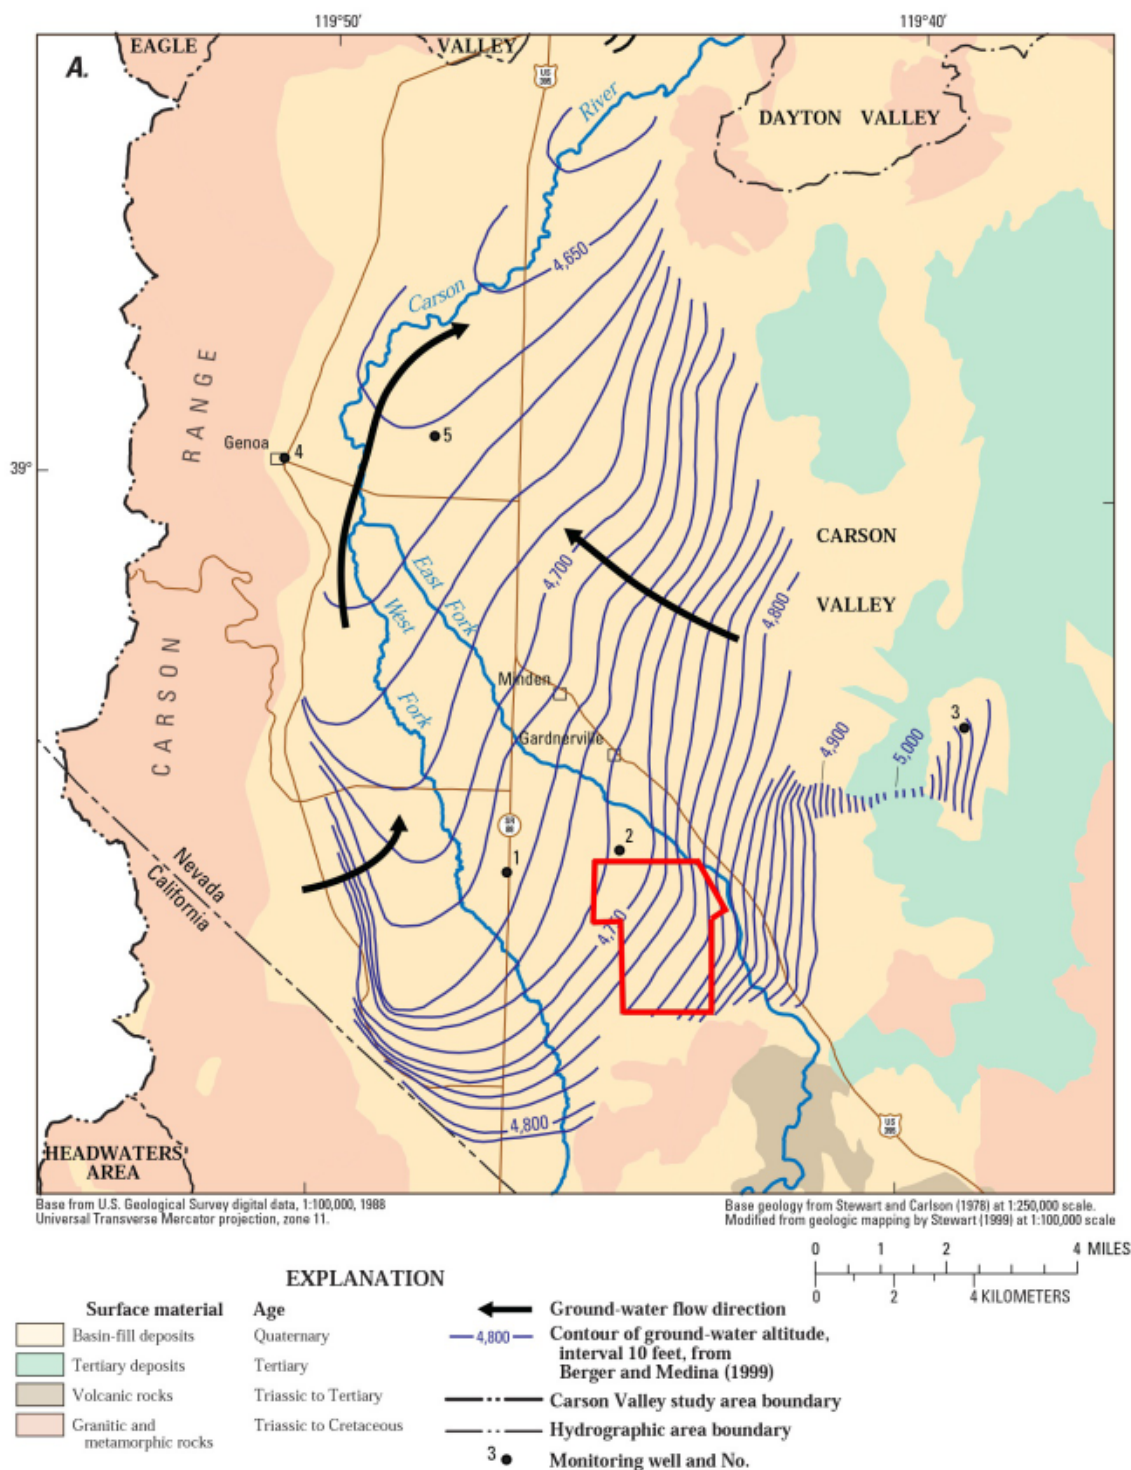 119°50'
119°40'
A.
EAGLE
VALLEY
US
395
River
DAYTON VALLEY
4,650
Carson
RANGE
Genoa
4
5
39°
CARSON
VALLEY
East
Fork
4,700
4,800
West
Fork
CARSON
Minden
Gardnerville
3
4,900
5,000
SR
88
Nevada
California
1
2
4,750
4,800
US
395
HEADWATERS
AREA
Base from U.S. Geological Survey digital data, 1:100,000, 1988
Universal Transverse Mercator projection, zone 11.
Base geology from Stewart and Carlson (1978) at 1:250,000 scale.
Modified from geologic mapping by Stewart (1999) at 1:100,000 scale
0 1 2 4 MILES
0 2 4 KILOMETERS
EXPLANATION
Surface material Age
Basin-fill deposits Quaternary
Tertiary deposits Tertiary
Volcanic rocks Triassic to Tertiary
Granitic and Triassic to Cretaceous
metamorphic rocks
Ground-water flow direction
4,800 Contour of ground-water altitude,
interval 10 feet, from
Berger and Medina (1999)
Carson Valley study area boundary
Hydrographic area boundary
3 Monitoring well and No.